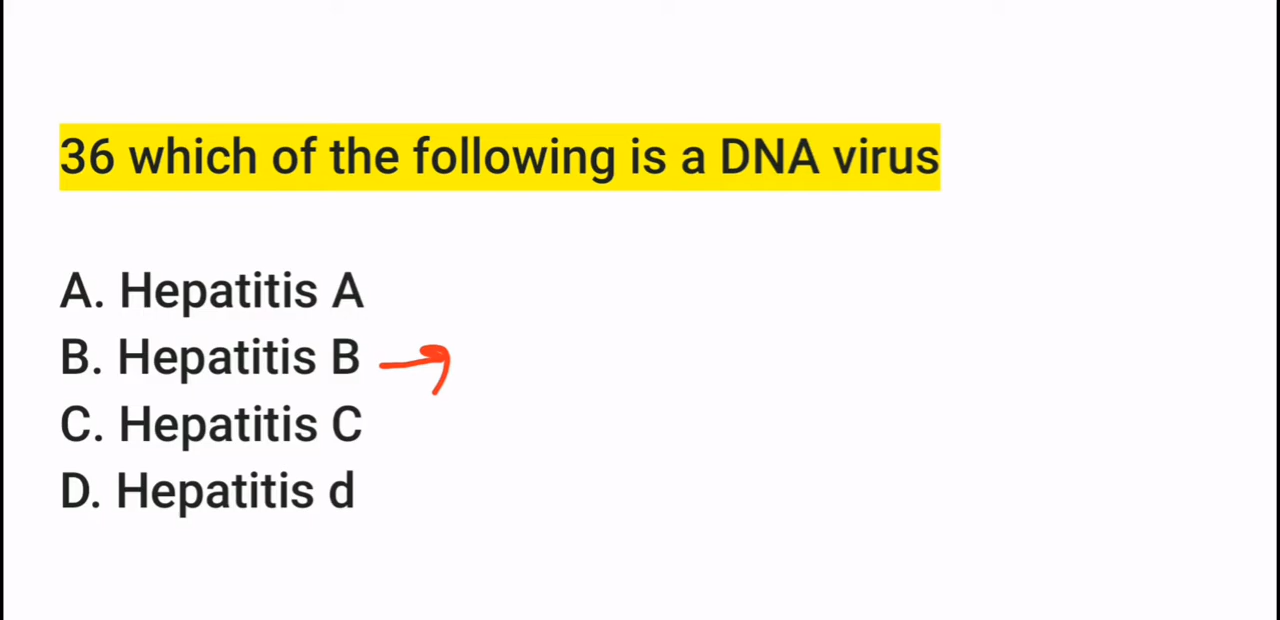 36 which of the following is a DNA virus
A. Hepatitis A
B. Hepatitis B
C. Hepatitis C
D. Hepatitis d